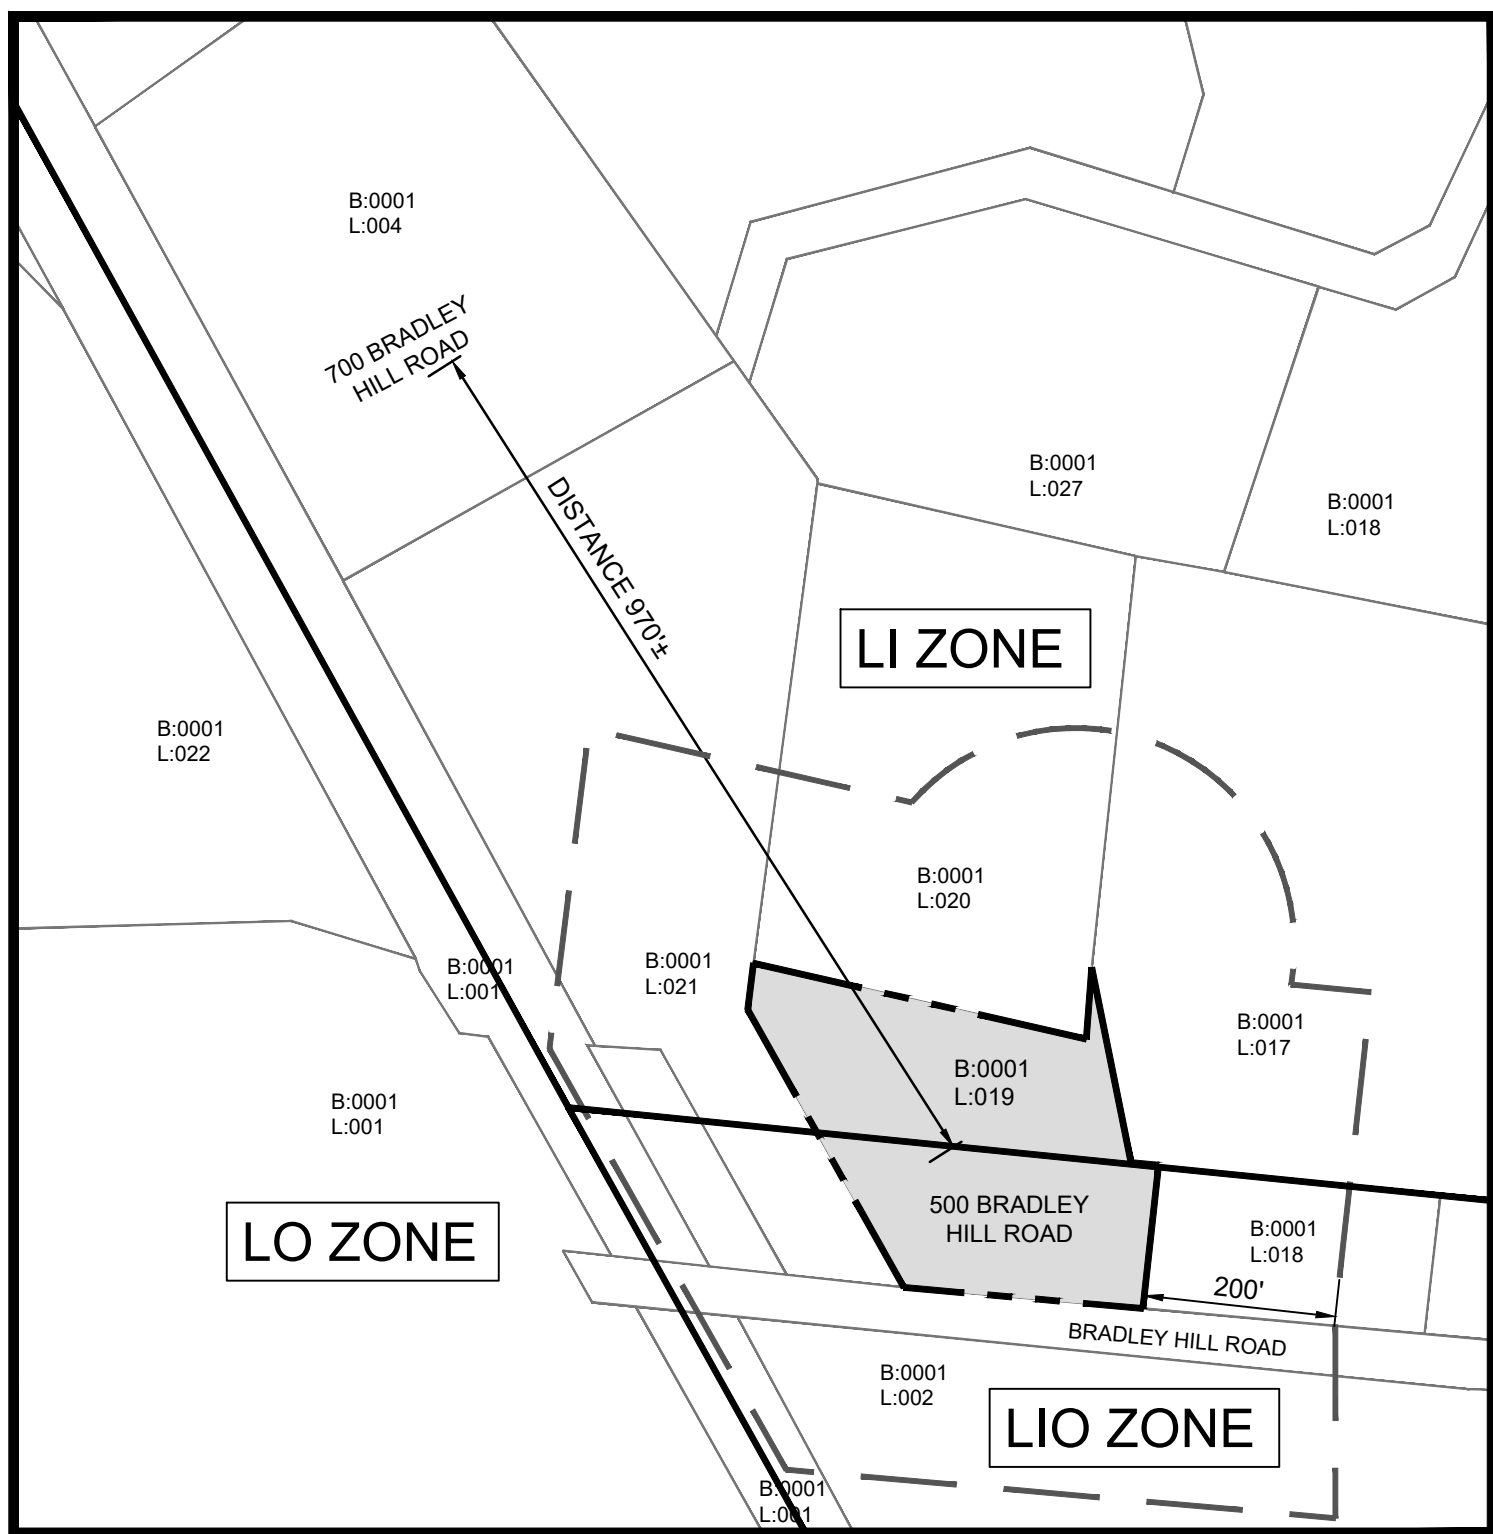 B:0001
L:004
700 BRADLEY
HILL ROAD
DISTANCE 970'±
B:0001
L:027
B:0001
L:018
LI ZONE
B:0001
L:022
B:0001
L:020
B:0001
L:001
B:0001
L:021
B:0001
L:017
B:0001
L:019
B:0001
L:001
500 BRADLEY
HILL ROAD
LO ZONE
B:0001
L:018
200'
BRADLEY HILL ROAD
B:0001
L:002
LIO ZONE
B:0001
L:001